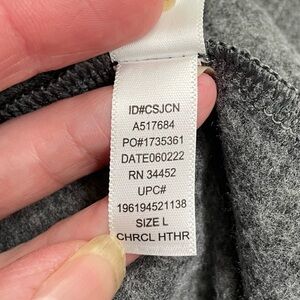 ID#CSJCN
A517684
PO#1735361
DATE060222
RN 34452
UPC#
196194521138
SIZE L
CHRCL HTHR